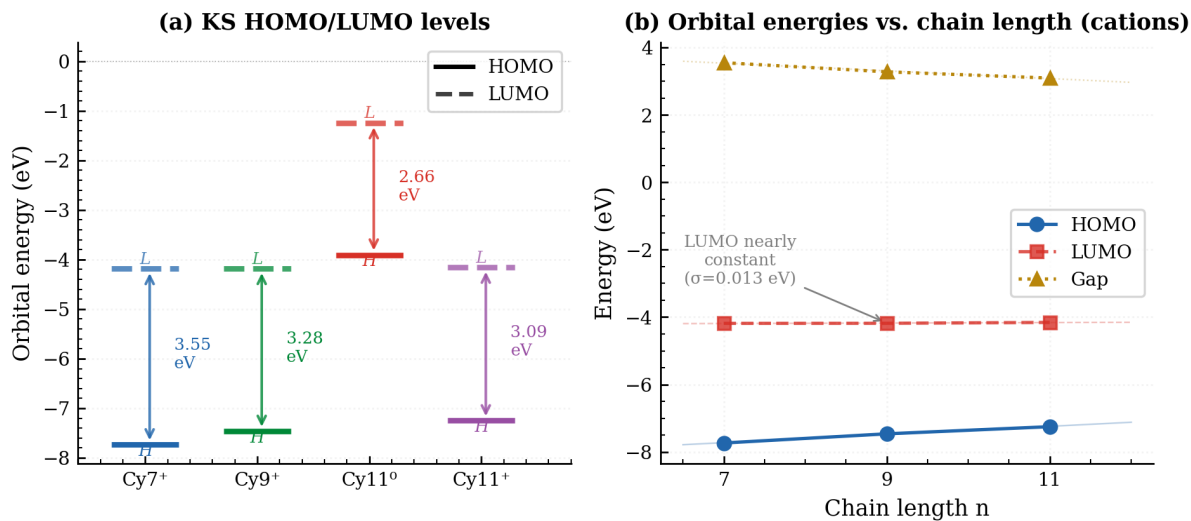 (a) KS HOMO/LUMO levels
Orbital energy (eV)
0
−1
−2
−3
−4
−5
−6
−7
−8
HOMO
LUMO
L
L
L
L
H
H
H
H
3.55
eV
3.28
eV
2.66
eV
3.09
eV
Cy7⁺
Cy9⁺
Cy11⁰
Cy11⁺
(b) Orbital energies vs. chain length (cations)
Energy (eV)
4
2
0
−2
−4
−6
−8
HOMO
LUMO
Gap
LUMO nearly
constant
(σ=0.013 eV)
7
9
11
Chain length n